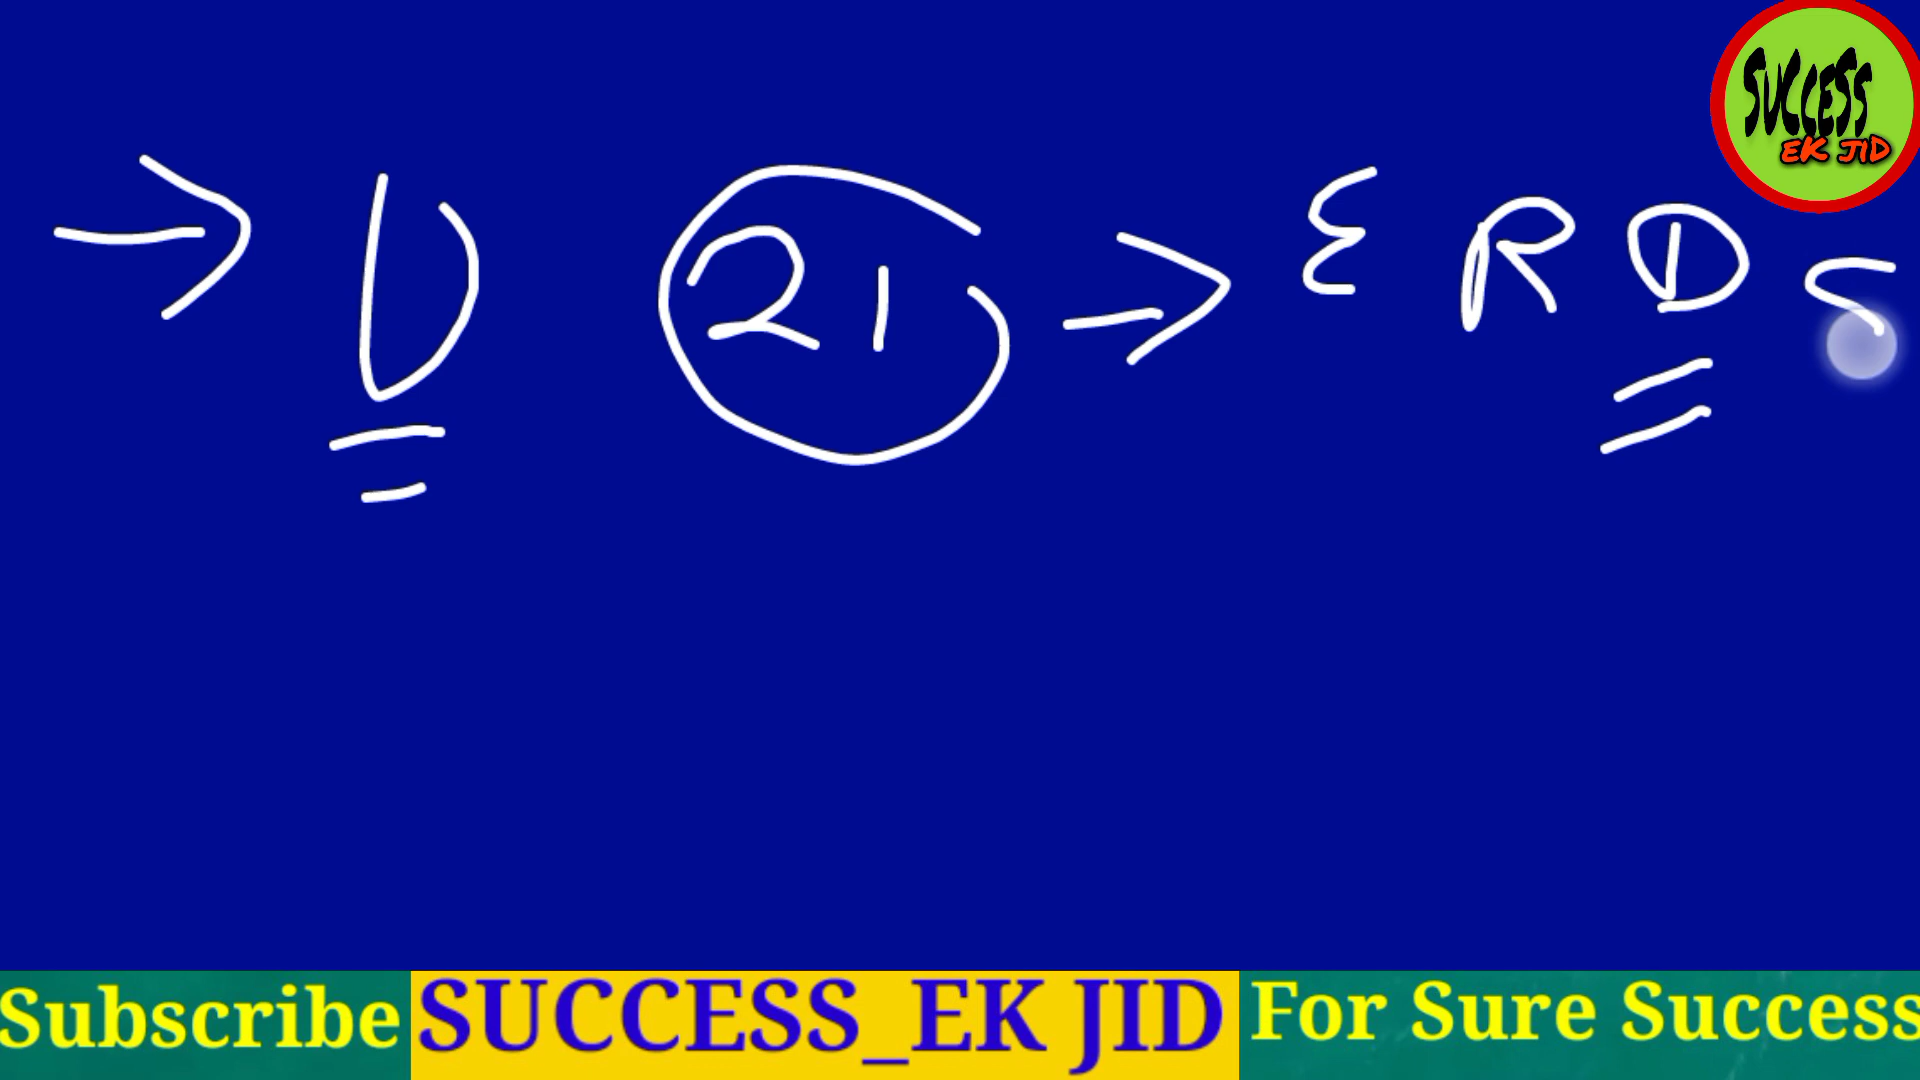 → U 21 → ERDS
SUCCESS
EK JID
Subscribe SUCCESS_EK JID For Sure Success